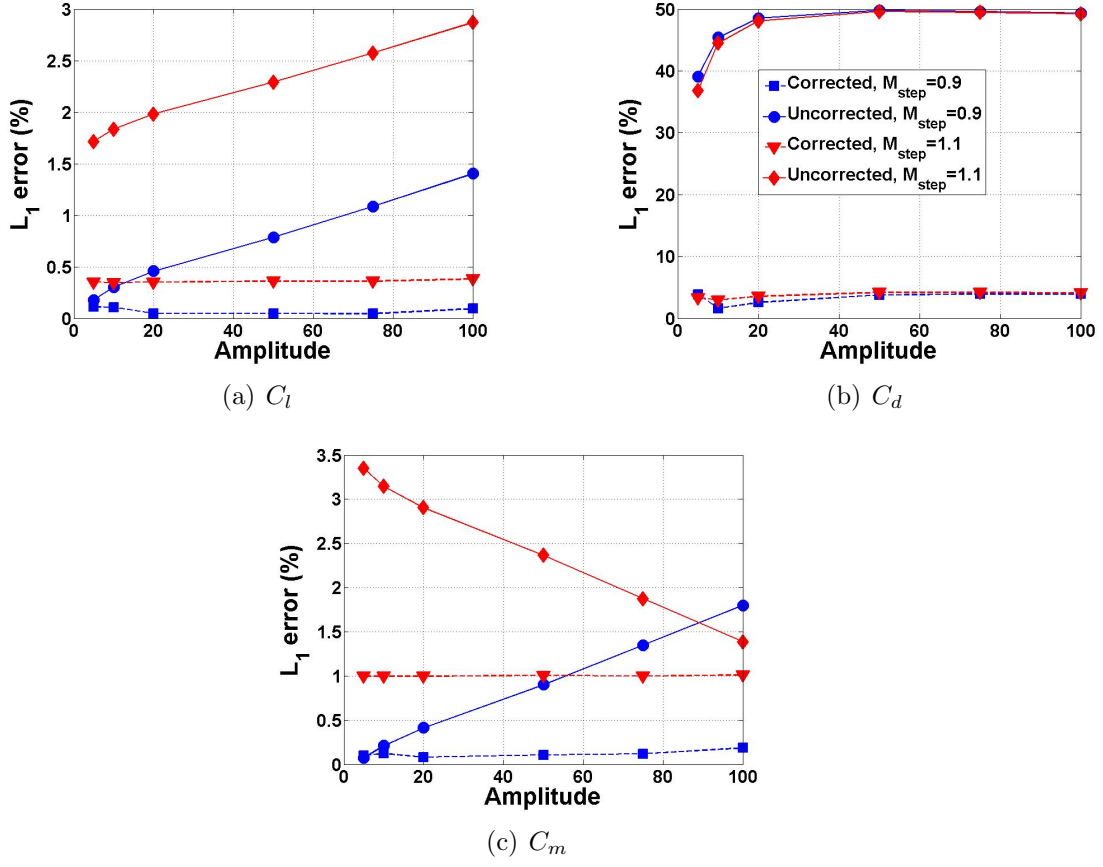 3
2.5
2
1.5
1
0.5
0
0 20 40 60 80 100
L1 error (%)
Amplitude
(a) Cl
50
40
30
20
10
0
0 20 40 60 80 100
L1 error (%)
Amplitude
Corrected, Mstep=0.9
Uncorrected, Mstep=0.9
Corrected, Mstep=1.1
Uncorrected, Mstep=1.1
(b) Cd
3.5
3
2.5
2
1.5
1
0.5
0
0 20 40 60 80 100
L1 error (%)
Amplitude
(c) Cm